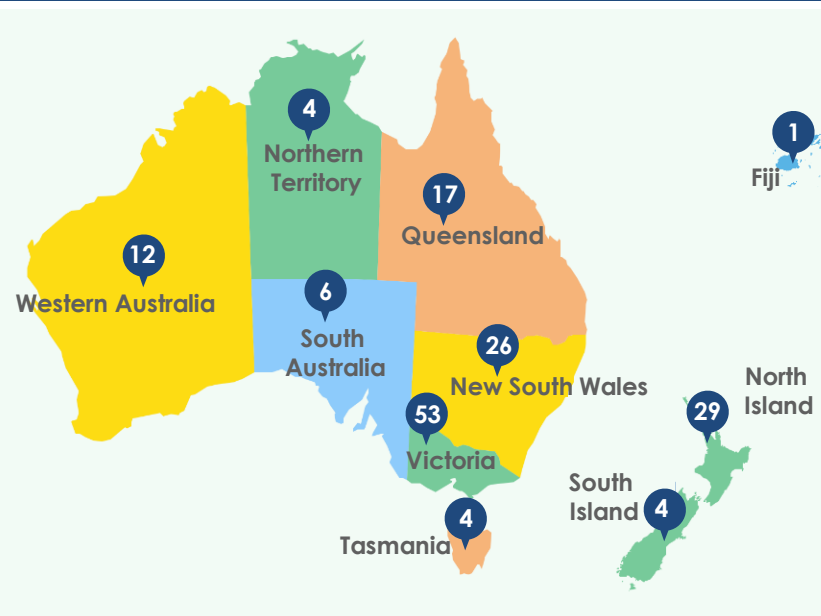 4
Northern
Territory
1
Fiji
17
Queensland
12
Western Australia
6
South
Australia
26
New South Wales
53
Victoria
North
Island
29
South
Island
4
4
Tasmania